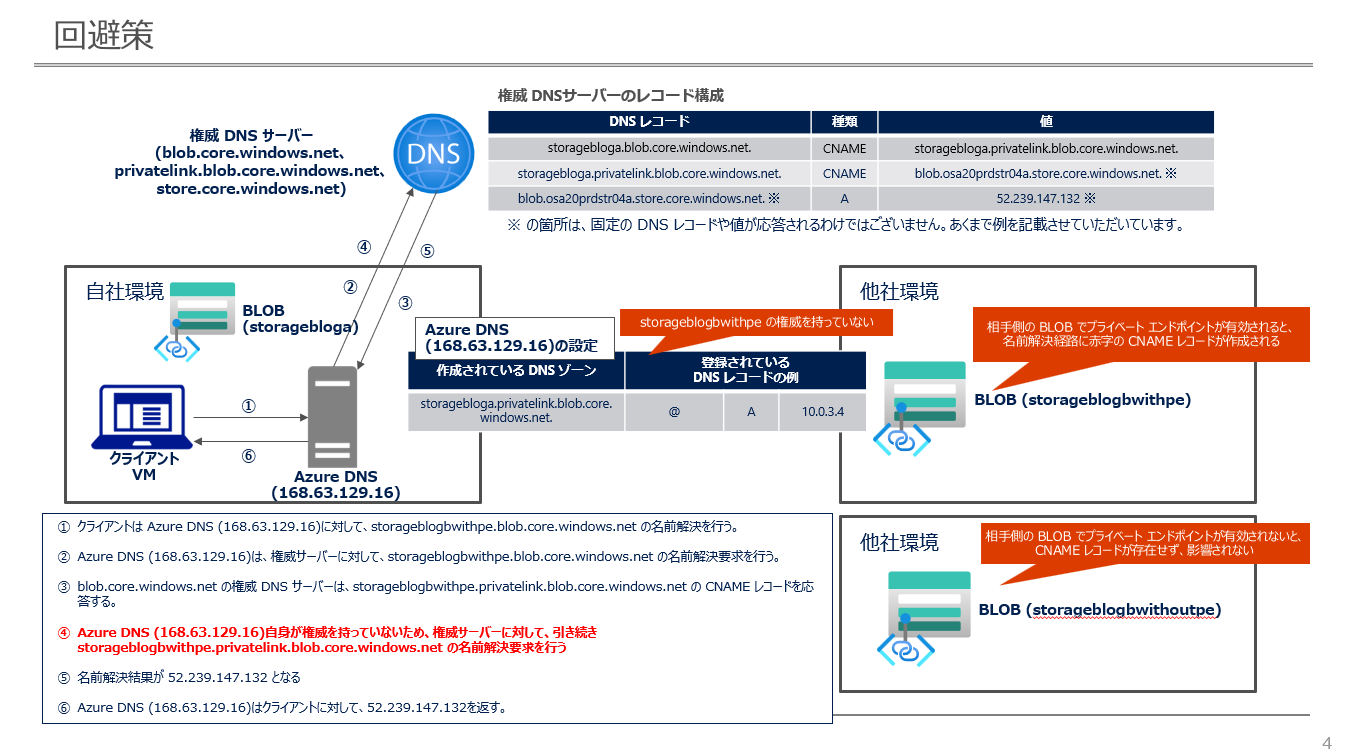 回避策
権威 DNSサーバーのレコード構成
DNS レコード 種類 値
storagebloga.blob.core.windows.net. CNAME storagebloga.privatelink.blob.core.windows.net.
storagebloga.privatelink.blob.core.windows.net. CNAME blob.osa20prdstr04a.store.core.windows.net. ※
blob.osa20prdstr04a.store.core.windows.net. ※ A 52.239.147.132 ※
※ の箇所は、固定の DNS レコードや値が応答されるわけではございません。あくまで例を記載させていただいています。
権威 DNS サーバー
(blob.core.windows.net、
privatelink.blob.core.windows.net、
store.core.windows.net)
DNS
④
⑤
②
③
自社環境
BLOB
(storagebloga)
①
⑥
クライアント
VM
Azure DNS
(168.63.129.16)
Azure DNS
(168.63.129.16)の設定
storageblogbwithpe の権威を持っていない
作成されている DNS ゾーン
登録されている
DNS レコードの例
storagebloga.privatelink.blob.core.
windows.net.
@ A 10.0.3.4
他社環境
相手側の BLOB でプライベート エンドポイントが有効されると、
名前解決経路に赤字の CNAME レコードが作成される
BLOB (storageblogbwithpe)
他社環境
相手側の BLOB でプライベート エンドポイントが有効されないと、
CNAME レコードが存在せず、影響されない
BLOB (storageblogbwithoutpe)
① クライアントは Azure DNS (168.63.129.16)に対して、storageblogbwithpe.blob.core.windows.net の名前解決を行う。
② Azure DNS (168.63.129.16)は、権威サーバーに対して、storageblogbwithpe.blob.core.windows.net の名前解決要求を行う。
③ blob.core.windows.net の権威 DNS サーバーは、storageblogbwithpe.privatelink.blob.core.windows.net の CNAME レコードを応
答する。
④ Azure DNS (168.63.129.16)自身が権威を持っていないため、権威サーバーに対して、引き続き
storageblogbwithpe.privatelink.blob.core.windows.net の名前解決要求を行う
⑤ 名前解決結果が 52.239.147.132 となる
⑥ Azure DNS (168.63.129.16)はクライアントに対して、52.239.147.132を返す。
4